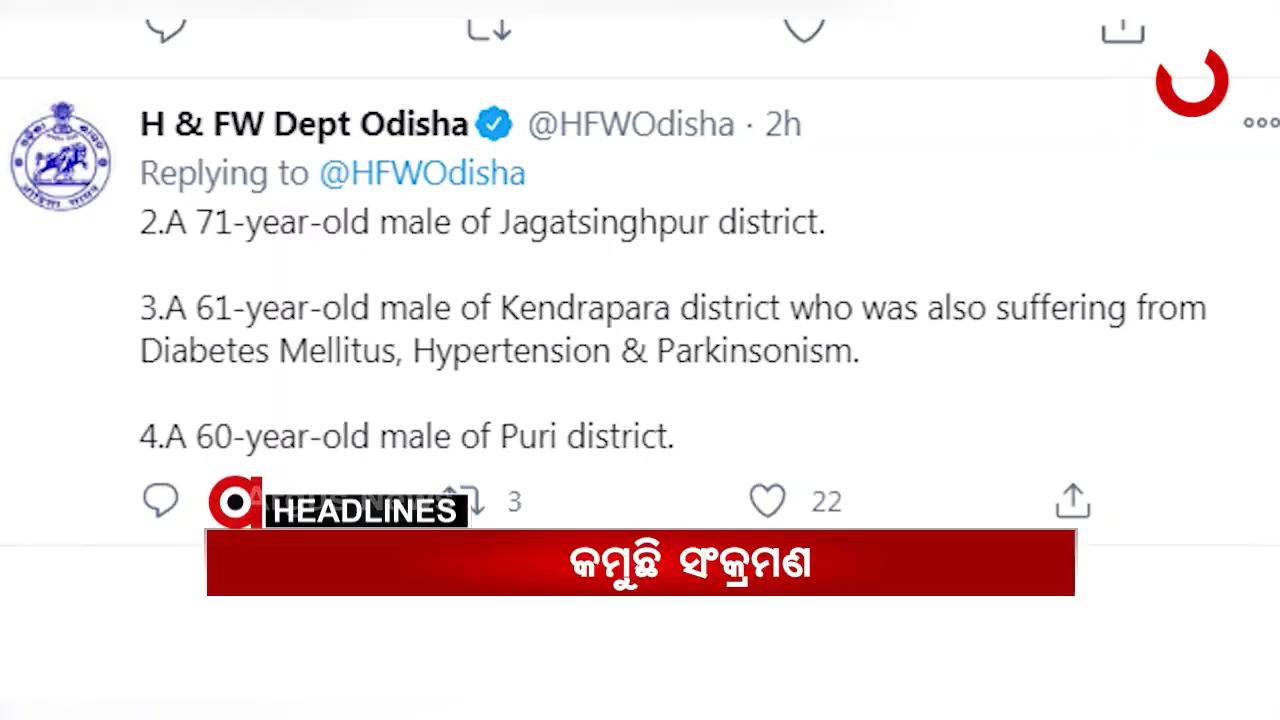 H & FW Dept Odisha @HFWOdisha · 2h
Replying to @HFWOdisha
2.A 71-year-old male of Jagatsinghpur district.
3.A 61-year-old male of Kendrapara district who was also suffering from
Diabetes Mellitus, Hypertension & Parkinsonism.
4.A 60-year-old male of Puri district.
3 22
HEADLINES
କମୁଛି ସଂକ୍ରମଣ